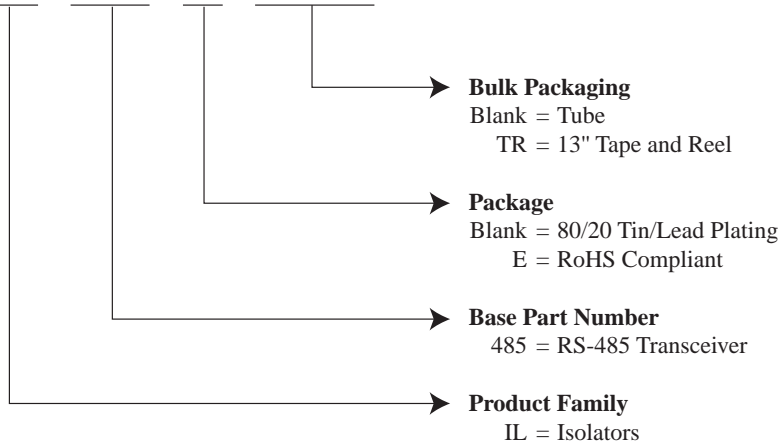 Bulk Packaging
Blank = Tube
TR = 13" Tape and Reel
Package
Blank = 80/20 Tin/Lead Plating
E = RoHS Compliant
Base Part Number
485 = RS-485 Transceiver
Product Family
IL = Isolators